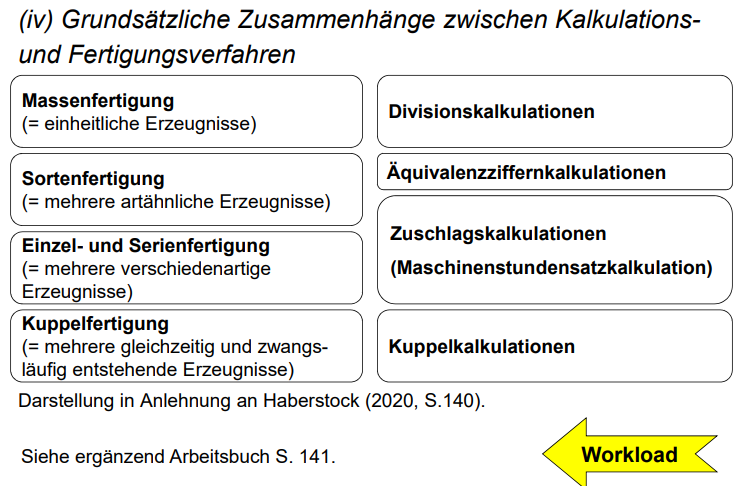 (iv) Grundsätzliche Zusammenhänge zwischen Kalkulations-
und Fertigungsverfahren
Massenfertigung
(= einheitliche Erzeugnisse)
Divisionskalkulationen
Sortenfertigung
(= mehrere artähnliche Erzeugnisse)
Äquivalenzziffernkalkulationen
Einzel- und Serienfertigung
(= mehrere verschiedenartige
Erzeugnisse)
Zuschlagskalkulationen
(Maschinenstundensatzkalkulation)
Kuppelfertigung
(= mehrere gleichzeitig und zwangs-
läufig entstehende Erzeugnisse)
Kuppelkalkulationen
Darstellung in Anlehnung an Haberstock (2020, S.140).
Siehe ergänzend Arbeitsbuch S. 141.
Workload